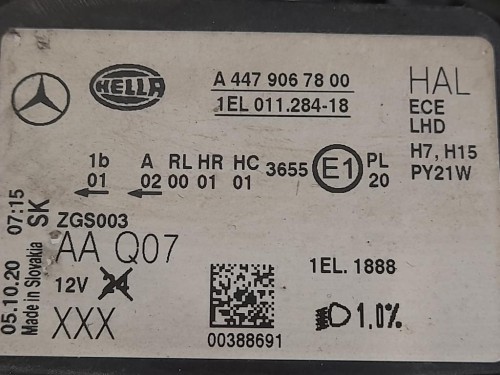 HELLA
A 447 906 78 00
1EL 011.284-18
HAL
ECE
LHD
H7, H15
PY21W
1b A RL HR HC
01 02 00 01 01
3655 E1 PL
20
ZGS003
AA Q07
12V 24
XXX
05.10.20 07:15
Made in Slovakia SK
00388691
1EL. 1888
1,0%